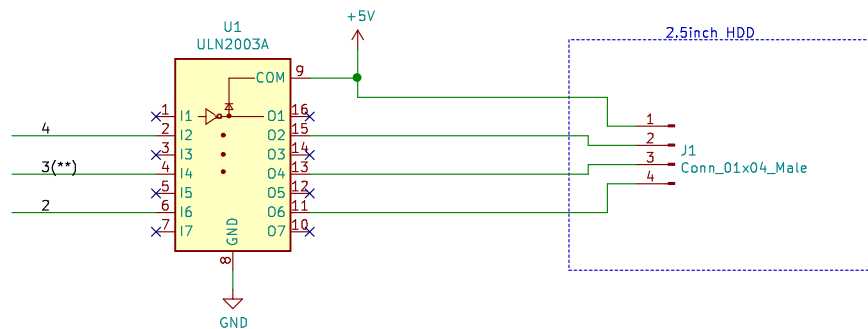 +5V
2.5inch HDD
U1
ULN2003A
9
COM
1 I1 O1 16
1
4 2 I2 O2 15
2
3 I3 O3 14
J1
3(**) 4 I4 O4 13
3
Conn_01x04_Male
5 I5 O5 12
4
2 6 I6 O6 11
7 I7 O7 10
GND
8
GND